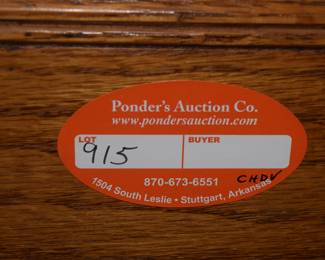 Ponder's Auction Co.
www.pondersauction.com
LOT BUYER
915
870-673-6551
CHDV
1504 South Leslie • Stuttgart, Arkansas